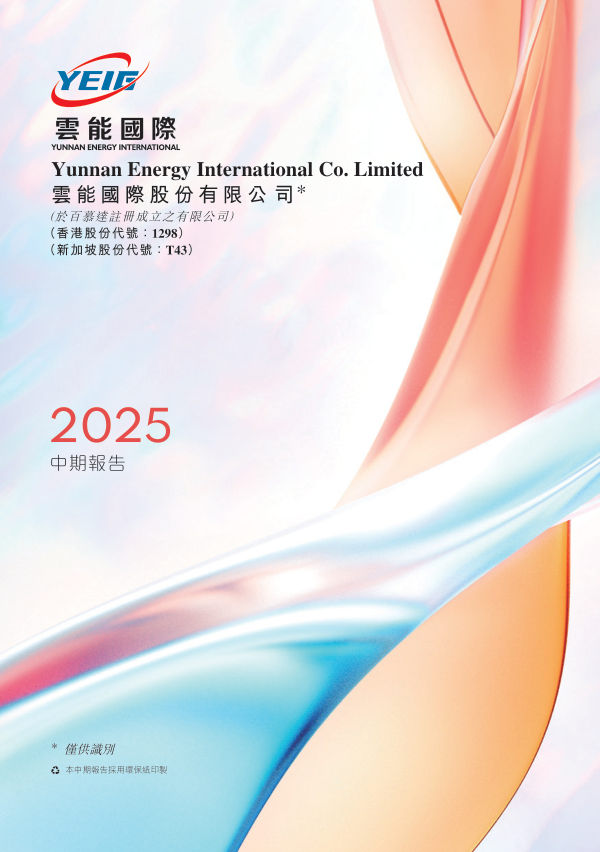 YEIG
雲能國際
YUNNAN ENERGY INTERNATIONAL
Yunnan Energy International Co. Limited
雲能國際股份有限公司*
(於百慕達註冊成立之有限公司)
(香港股份代號：1298)
(新加坡股份代號：T43)
2025
中期報告
* 僅供識別
本中期報告採用環保紙印製